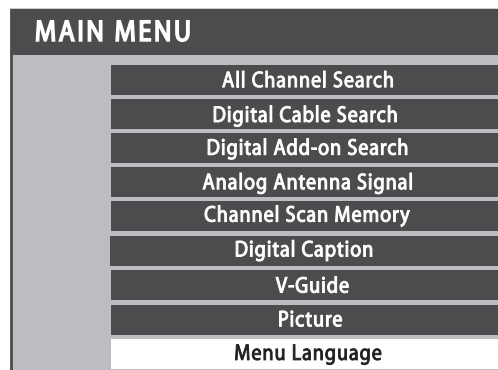 MAIN MENU
All Channel Search
Digital Cable Search
Digital Add-on Search
Analog Antenna Signal
Channel Scan Memory
Digital Caption
V-Guide
Picture
Menu Language